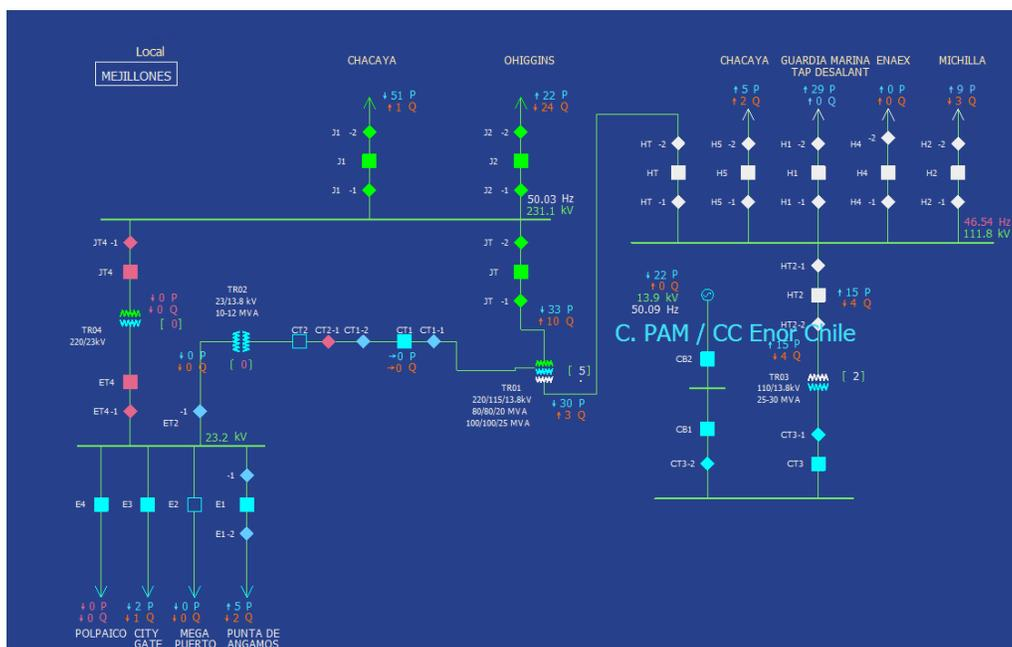 Local
MEJILLONES
CHACAYA
OHIGGINS
CHACAYA
GUARDIA MARINA
TAP DESALANT
ENAEX
MICHILLA
↓ 51 P
↑ 1 Q
↓ 22 P
↓ 24 Q
↑ 5 P
↑ 2 Q
↑ 29 P
↑ 0 Q
↑ 0 P
↑ 0 Q
↑ 9 P
↓ 3 Q
J1 -2
J2 -2
HT -2
H5 -2
H1 -2
H4 -2
H2 -2
J1
J2
HT
H5
H1
H4
H2
J1 -1
J2 -1
HT -1
H5 -1
H1 -1
H4 -1
H2 -1
50.03 Hz
231.1 kV
46.54 Hz
111.8 kV
JT4 -1
JT -2
JT4
JT
JT -1
HT2-1
HT2
HT2-2
↑ 15 P
↓ 4 Q
↓ 22 P
↑ 0 Q
13.9 kV
50.09 Hz
↓ 0 P
↓ 0 Q
[ 0]
TR04
220/23kV
TR02
23/13.8 kV
10-12 MVA
↓ 33 P
↑ 10 Q
CT2
CT2-1
CT1-2
CT1
CT1-1
C. PAM / CC Enor Chile
↑ 15 P
↓ 4 Q
↓ 0 P
↓ 0 Q
[ 0]
→0 P
→0 Q
CB2
[ 5]
[ 2]
TR03
110/13.8kV
25-30 MVA
TR01
220/115/13.8kV
80/80/20 MVA
100/100/25 MVA
↓ 30 P
↑ 3 Q
ET4
ET4 -1
-1
ET2
23.2 kV
CB1
CT3-1
CT3-2
CT3
-1
E4
E3
E2
E1
E1 -2
↓ 0 P
↓ 0 Q
↓ 2 P
↓ 1 Q
↓ 0 P
↓ 0 Q
↑ 5 P
↓ 2 Q
POLPAICO
CITY
GATE
MEGA
PUERTO
PUNTA DE
ANGAMOS